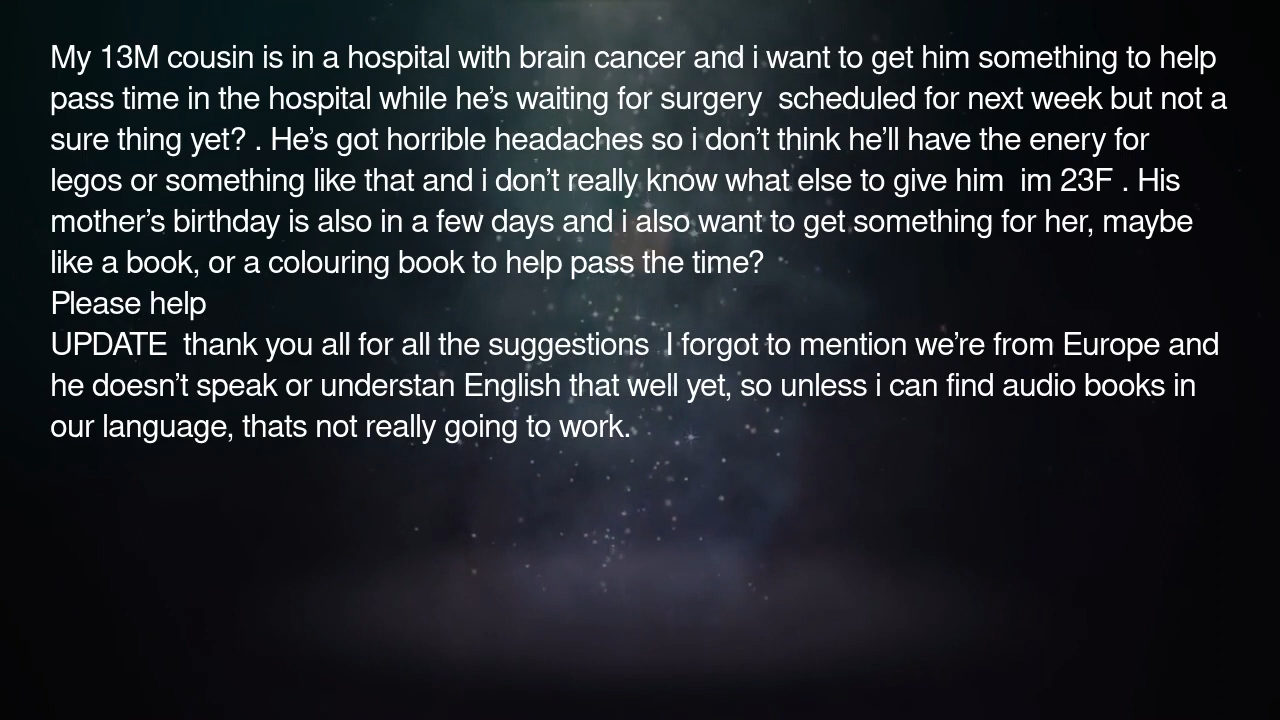 My 13M cousin is in a hospital with brain cancer and i want to get him something to help
pass time in the hospital while he’s waiting for surgery  scheduled for next week but not a
sure thing yet? . He’s got horrible headaches so i don’t think he’ll have the enery for
legos or something like that and i don’t really know what else to give him  im 23F . His
mother’s birthday is also in a few days and i also want to get something for her, maybe
like a book, or a colouring book to help pass the time?
Please help
UPDATE  thank you all for all the suggestions  I forgot to mention we’re from Europe and
he doesn’t speak or understan English that well yet, so unless i can find audio books in
our language, thats not really going to work.